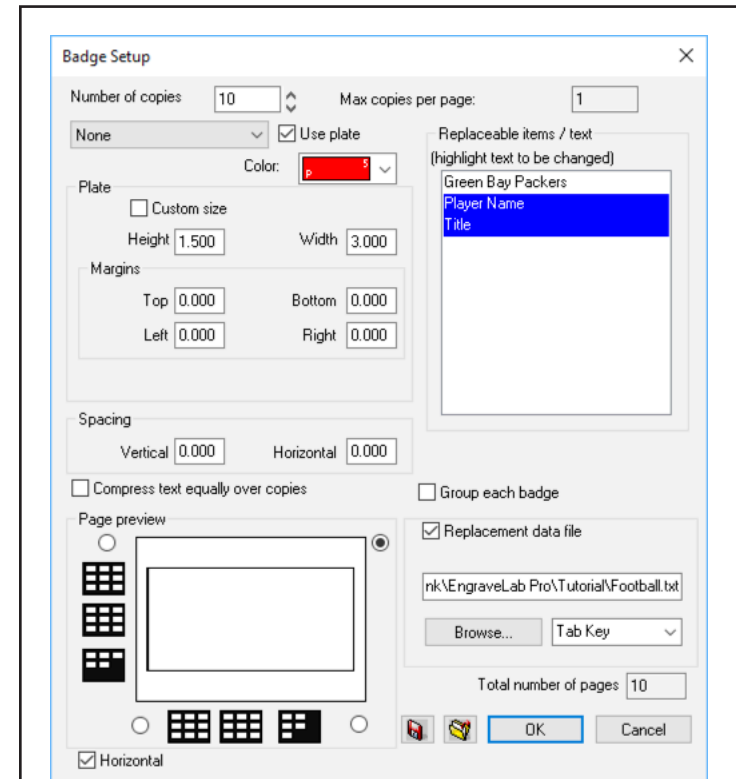 Badge Setup
Number of copies 10 Max copies per page: 1
None Use plate
Color: p 5
Replaceable items / text
(highlight text to be changed)
Green Bay Packers
Player Name
Title
Plate
Custom size
Height 1.500 Width 3.000
Margins
Top 0.000 Bottom 0.000
Left 0.000 Right 0.000
Spacing
Vertical 0.000 Horizontal 0.000
Compress text equally over copies
Group each badge
Page preview
Replacement data file
nk\EngraveLab Pro\Tutorial\Football.txt
Browse... Tab Key
Total number of pages 10
OK Cancel
Horizontal